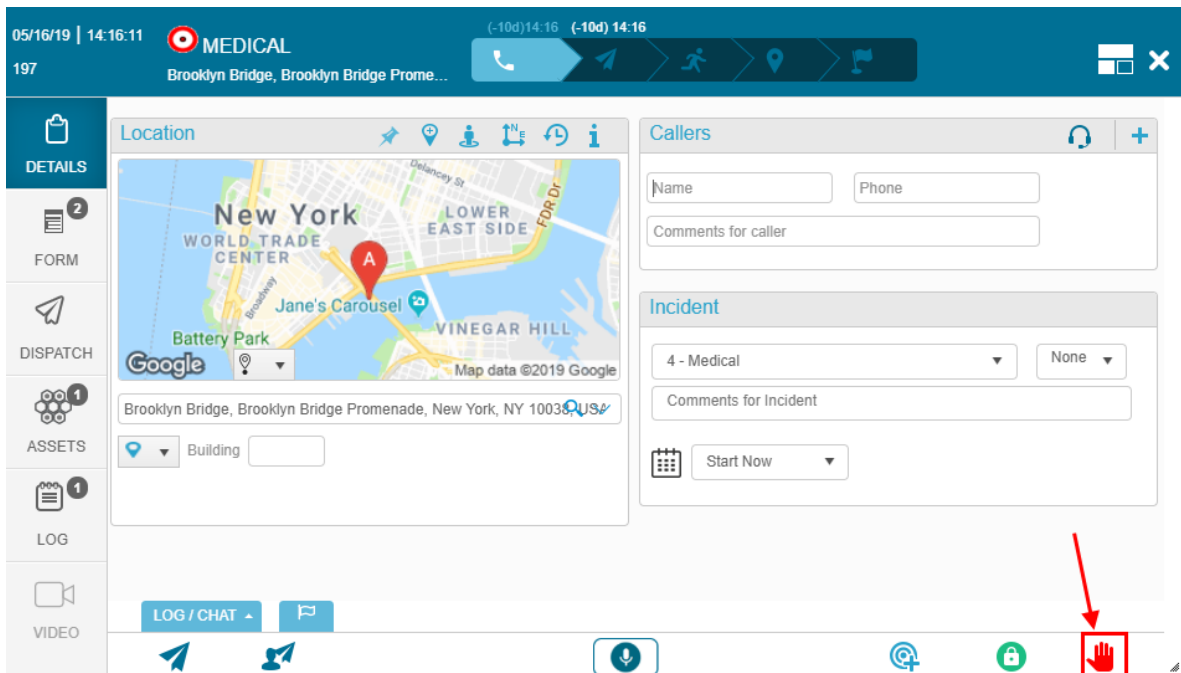 05/16/19 | 14:16:11
197
MEDICAL
Brooklyn Bridge, Brooklyn Bridge Prome...
(-10d)14:16 (-10d) 14:16
DETAILS
2
FORM
DISPATCH
1
ASSETS
1
LOG
VIDEO
Location
N
E
i
Delancey St
New York
LOWER
EAST SIDE
FDR Dr
WORLD TRADE
CENTER
A
Broadway
Jane's Carousel
VINEGAR HILL
Battery Park
Google
Map data ©2019 Google
Brooklyn Bridge, Brooklyn Bridge Promenade, New York, NY 10038, USA
Building
Callers
+
Name
Phone
Comments for caller
Incident
4 - Medical
None
Comments for Incident
Start Now
LOG / CHAT